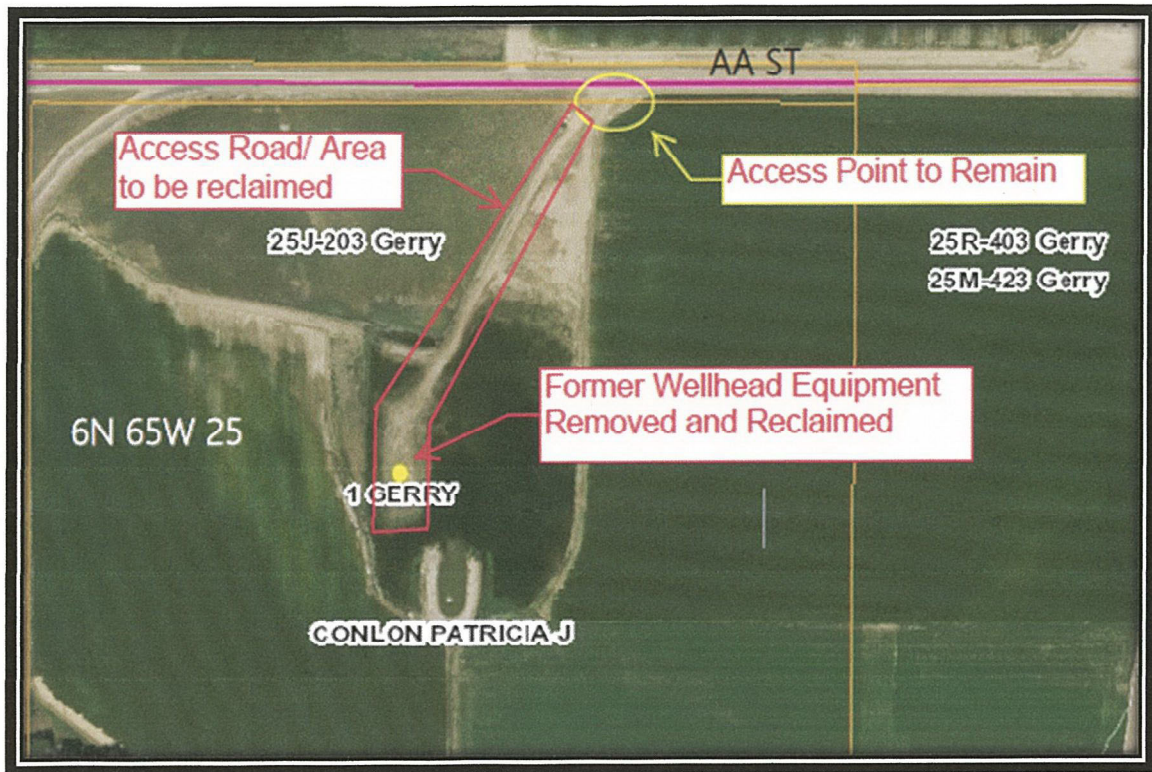 AA ST
Access Road/ Area
to be reclaimed
Access Point to Remain
25J-203 Gerry
25R-403 Gerry
25M-423 Gerry
Former Wellhead Equipment
Removed and Reclaimed
6N 65W 25
1 GERRY
CONLON PATRICIA J